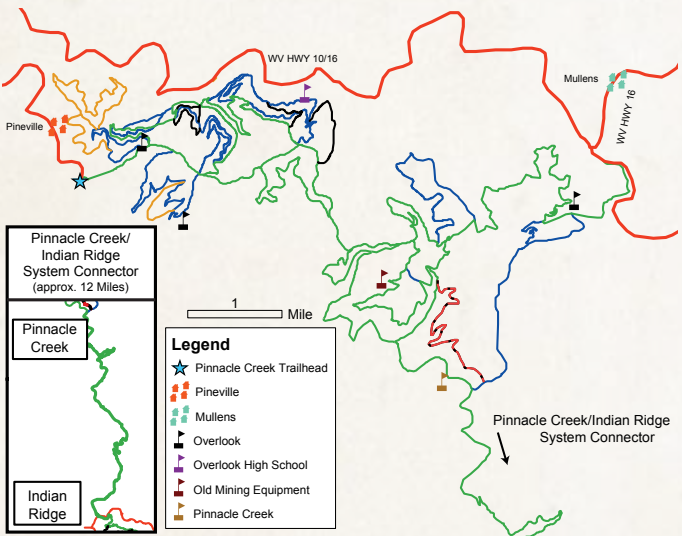 WV HWY 10/16
Mullens
WV HWY 16
Pineville
Pinnacle Creek/
Indian Ridge
System Connector
(approx. 12 Miles)
Pinnacle
Creek
Indian
Ridge
1
Mile
Legend
Pinnacle Creek Trailhead
Pineville
Mullens
Overlook
Overlook High School
Old Mining Equipment
Pinnacle Creek
Pinnacle Creek/Indian Ridge
System Connector